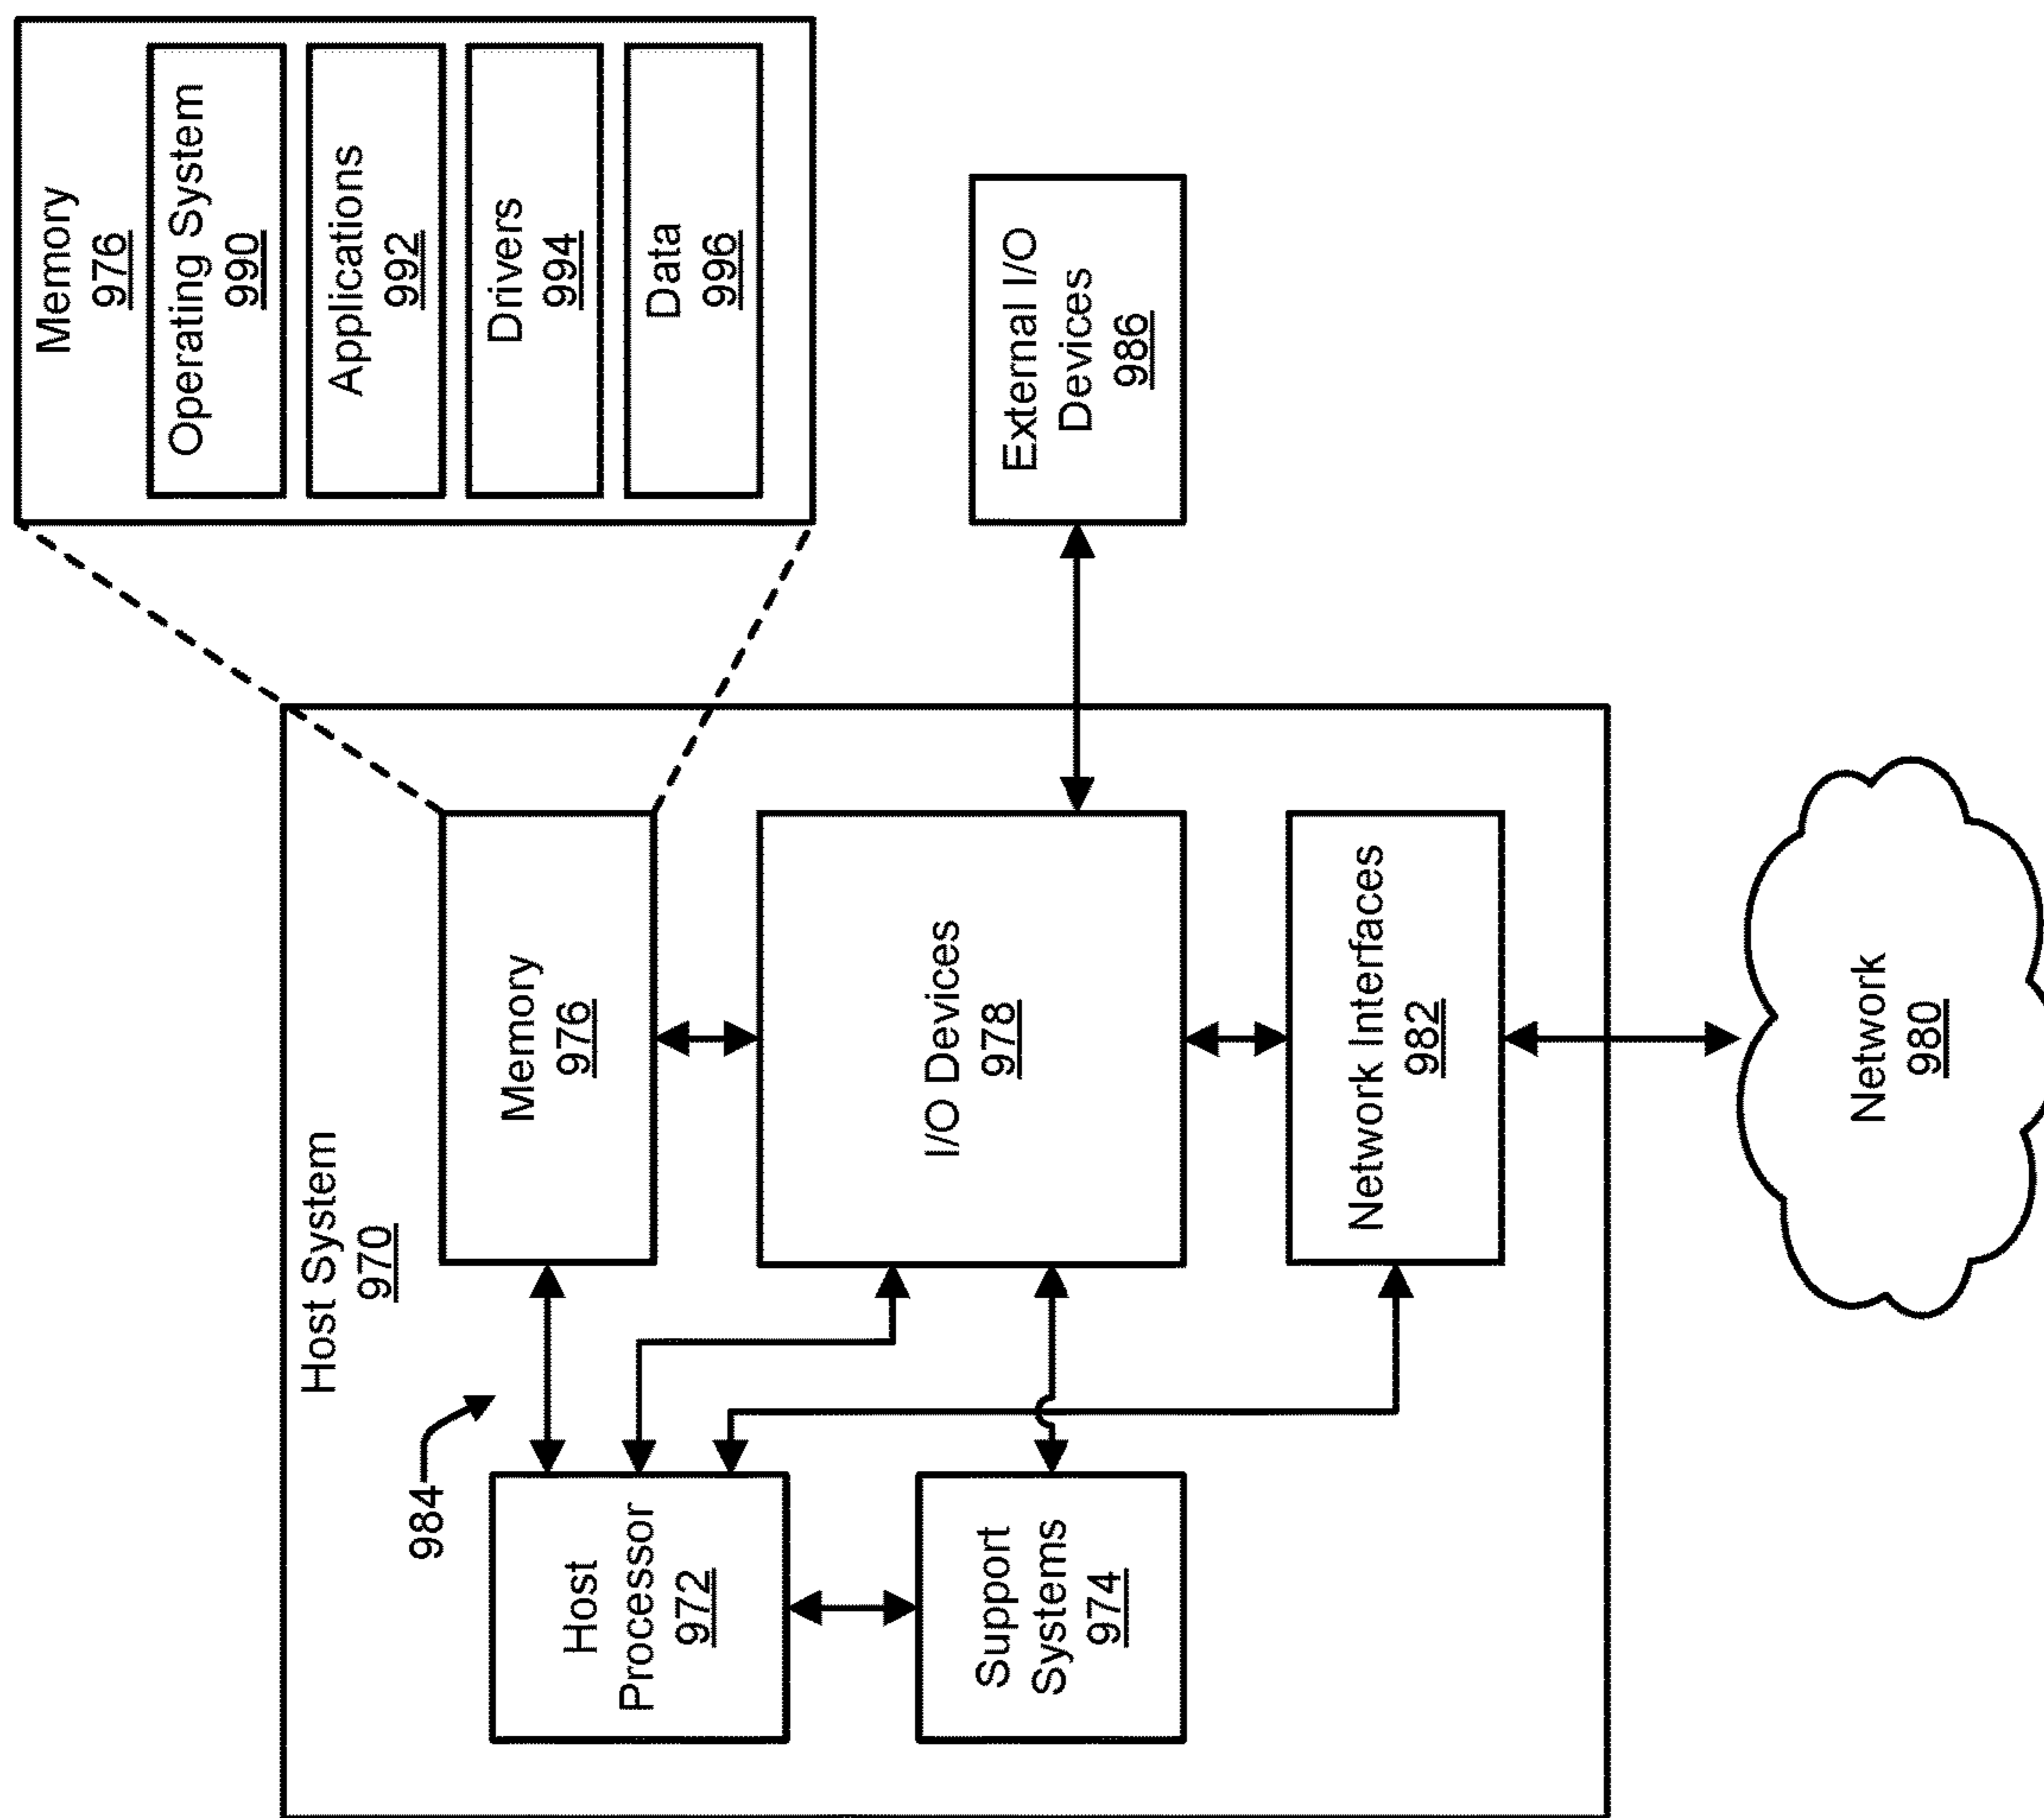 Host System
970
984
Host
Processor
972
Support
Systems
974
Memory
976
I/O Devices
978
Network Interfaces
982
Memory
976
Operating System
990
Applications
992
Drivers
994
Data
996
External I/O
Devices
986
Network
980